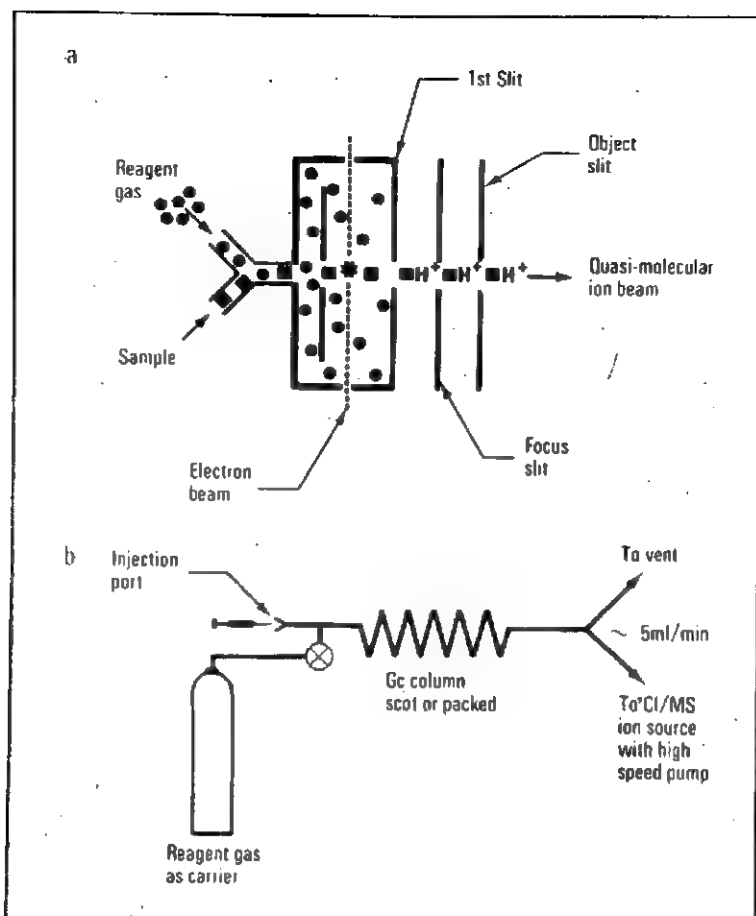 a
1st Slit
Reagent
gas
Object
slit
H+ H+ H+
Quasi-molecular
ion beam
Sample
Electron
beam
Focus
slit
b
Injection
port
To vent
~ 5ml/min
Gc column
scot or packed
To CI/MS
ion source
with high
speed pump
Reagent gas
as carrier